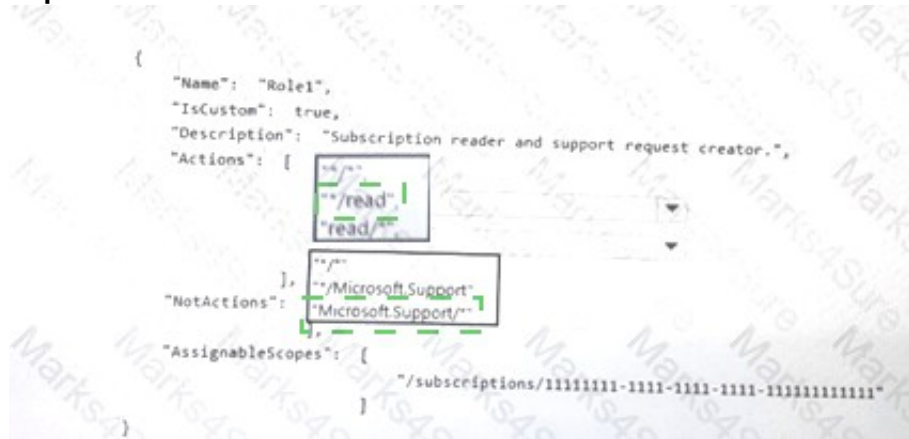 {
"Name": "Role1",
"IsCustom": true,
"Description": "Subscription reader and support request creator.",
"Actions": [
"*/*"
"*/read",
"read/*",
"*/*"
],
"*/Microsoft.Support"
"NotActions":
"Microsoft.Support/*"
],
"AssignableScopes": [
"/subscriptions/11111111-1111-1111-1111-111111111111"
]
}
Marks4Sure